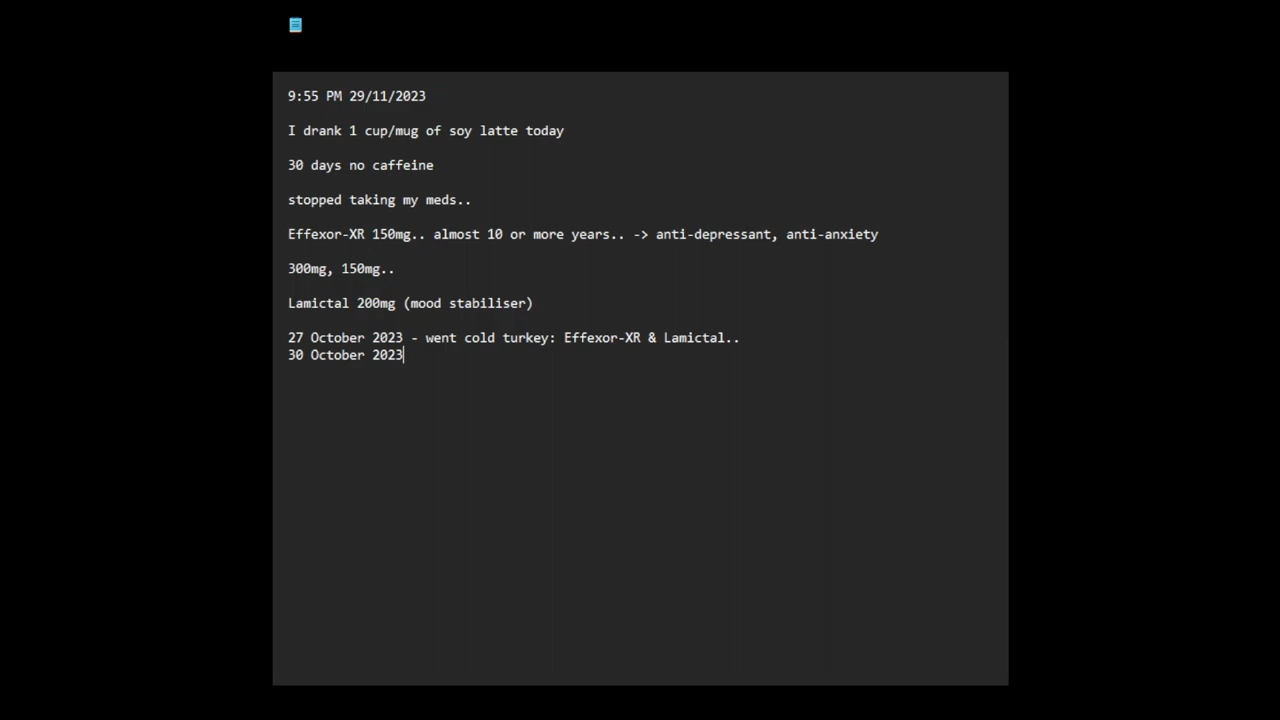 9:55 PM 29/11/2023
I drank 1 cup/mug of soy latte today
30 days no caffeine
stopped taking my meds..
Effexor-XR 150mg.. almost 10 or more years.. -> anti-depressant, anti-anxiety
300mg, 150mg..
Lamictal 200mg (mood stabiliser)
27 October 2023 - went cold turkey: Effexor-XR & Lamictal..
30 October 2023